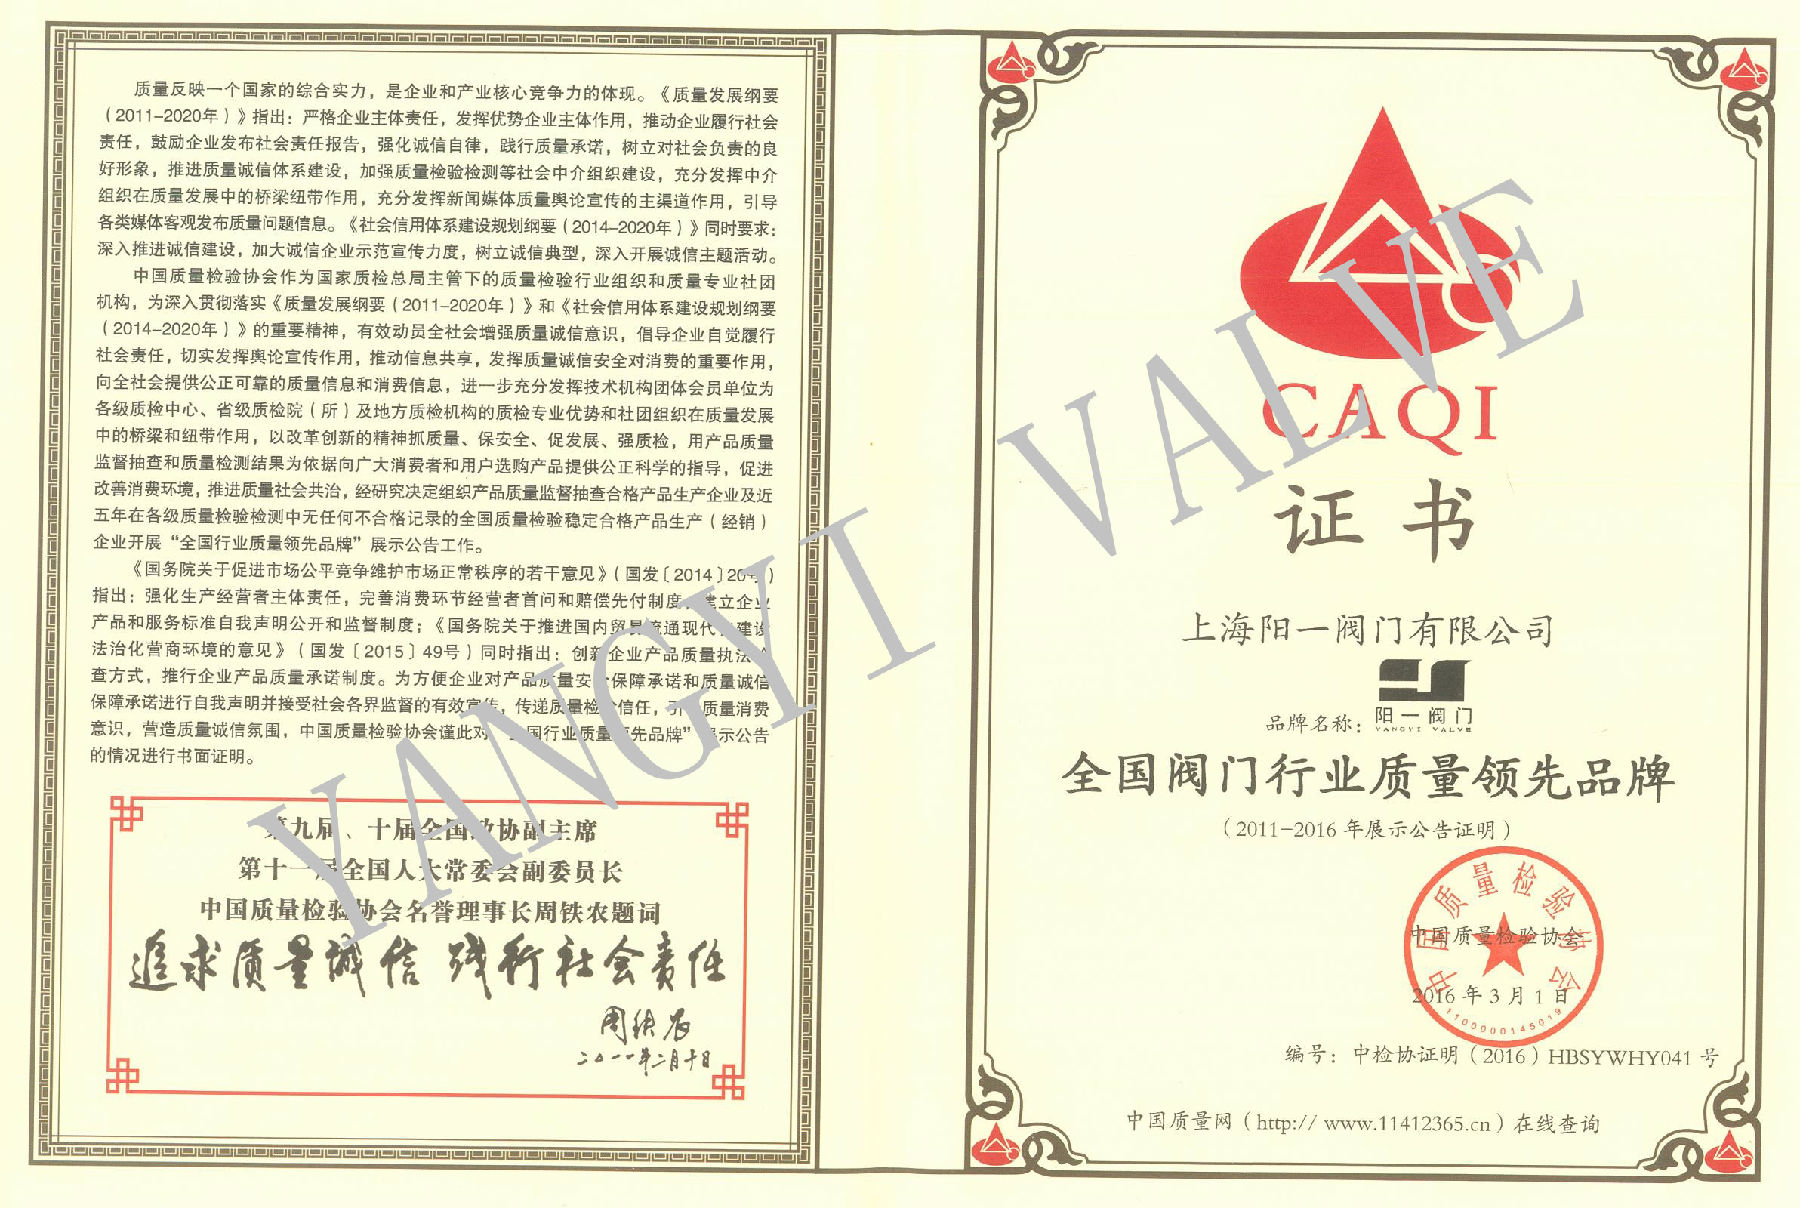 质量反映一个国家的综合实力，是企业和产业核心竞争力的体现。《质量发展纲要
（2011-2020年）》指出：严格企业主体责任，发挥优势企业主体作用，推动企业履行社会
责任，鼓励企业发布社会责任报告，强化诚信自律，践行质量承诺，树立对社会负责的良
好形象，推进质量诚信体系建设，加强质量检验检测等社会中介组织建设，充分发挥中介
组织在质量发展中的桥梁纽带作用，充分发挥新闻媒体质量舆论宣传的主渠道作用，引导
各类媒体客观发布质量问题信息。《社会信用体系建设规划纲要（2014-2020年）》同时要求：
深入推进诚信建设，加大诚信企业示范宣传力度，树立诚信典型，深入开展诚信主题活动。
中国质量检验协会作为国家质检总局主管下的质量检验行业组织和质量专业社团
机构，为深入贯彻落实《质量发展纲要（2011-2020年）》和《社会信用体系建设规划纲要
（2014-2020年）》的重要精神，有效动员全社会增强质量诚信意识，倡导企业自觉履行
社会责任，切实发挥舆论宣传作用，推动信息共享，发挥质量诚信安全对消费的重要作用，
向全社会提供公正可靠的质量信息和消费信息，进一步充分发挥技术机构团体会员单位为
各级质检中心、省级质检院（所）及地方质检机构的质检专业优势和社团组织在质量发展
中的桥梁和纽带作用，以改革创新的精神抓质量、保安全、促发展、强质检，用产品质量
监督抽查和质量检测结果为依据向广大消费者和用户选购产品提供公正科学的指导，促进
改善消费环境，推进质量社会共治，经研究决定组织产品质量监督抽查合格产品生产企业及近
五年在各级质量检验检测中无任何不合格记录的全国质量检验稳定合格产品生产（经销）
企业开展“全国行业质量领先品牌”展示公告工作。
《国务院关于促进市场公平竞争维护市场正常秩序的若干意见》（国发〔2014〕20号）
指出：强化生产经营者主体责任，完善消费环节经营者首问和赔偿先付制度，建立企业
产品和服务标准自我声明公开和监督制度；《国务院关于推进国内贸易流通现代化建设
法治化营商环境的意见》（国发〔2015〕49号）同时指出：创新企业产品质量执法检
查方式，推行企业产品质量承诺制度。为方便企业对产品质量安全保障承诺和质量诚信
保障承诺进行自我声明并接受社会各界监督的有效宣传，传递质量检验信任，引导质量消费
意识，营造质量诚信氛围，中国质量检验协会谨此对“全国行业质量领先品牌”展示公告
的情况进行书面证明。
第九届、十届全国政协副主席
第十一届全国人大常委会副委员长
中国质量检验协会名誉理事长周铁农题词
追求质量诚信 践行社会责任
周铁农
二〇一一年二月十日
CAQI
证书
上海阳一阀门有限公司
品牌名称：阳一阀门
YANGYI VALVE
全国阀门行业质量领先品牌
（2011-2016 年展示公告证明）
中国质量检验协会
中国质量检验协会
2016 年 3 月 1 日
1100000145019
编号：中检协证明（2016）HBSYWHY041 号
中国质量网（http:// www.11412365.cn）在线查询
YANGYI VALVE